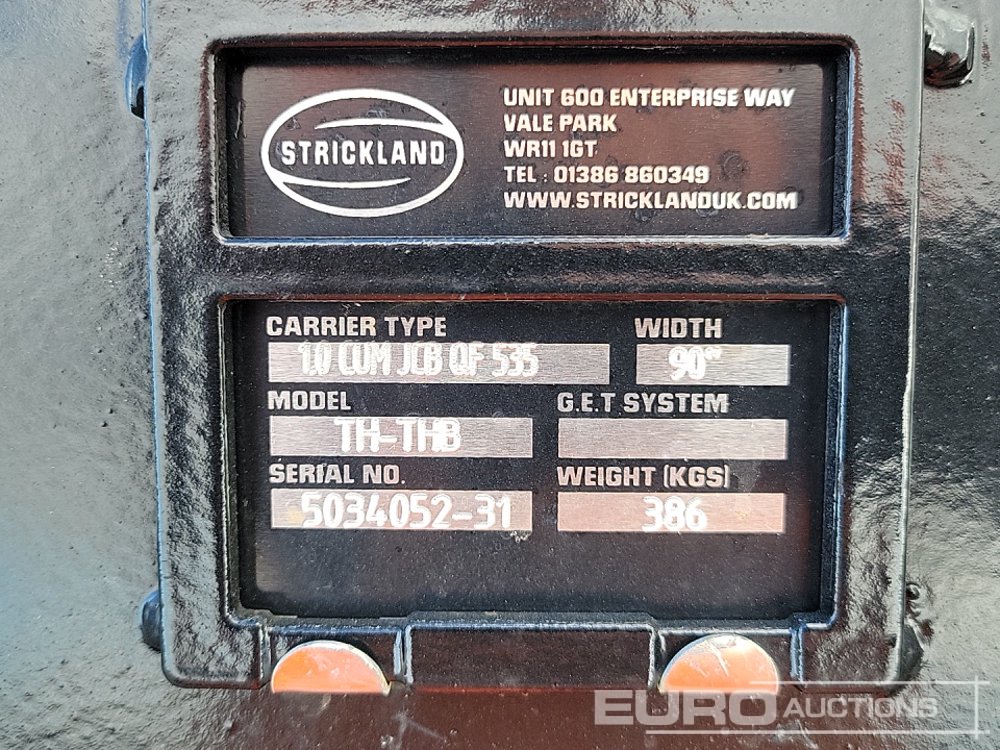 STRICKLAND
UNIT 600 ENTERPRISE WAY
VALE PARK
WR11 1GT
TEL : 01386 860349
WWW.STRICKLANDUK.COM
CARRIER TYPE
1.0 CUM JCB QF 535
WIDTH
90"
MODEL
TH-THB
G.E.T SYSTEM
SERIAL NO.
5034052-31
WEIGHT (KGS)
386
EURO AUCTIONS